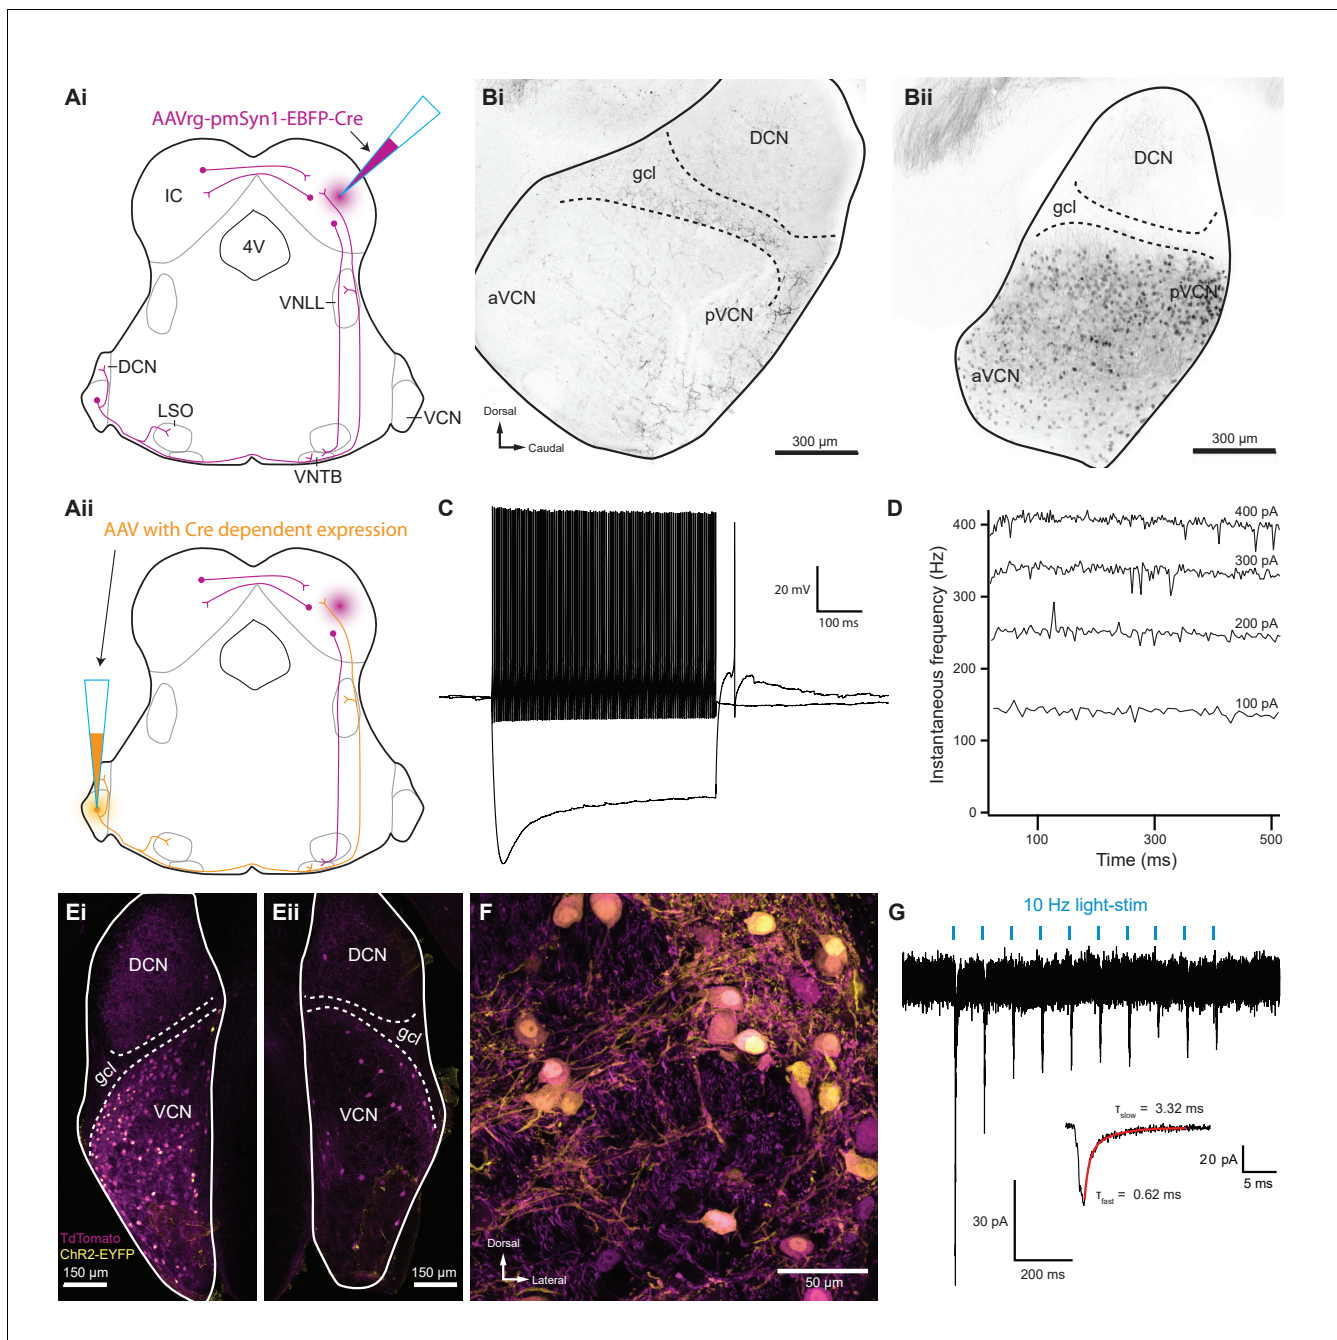 Ai
AAVrg-pmSyn1-EBFP-Cre
IC
4V
VNLL
DCN
LSO
VCN
VNTB
Bi
DCN
gcl
aVCN
pVCN
Dorsal
Caudal
300 µm
Bii
DCN
gcl
pVCN
aVCN
300 µm
Aii
AAV with Cre dependent expression
C
20 mV
100 ms
D
Instantaneous frequency (Hz)
400
300
200
100
0
400 pA
300 pA
200 pA
100 pA
100
300
500
Time (ms)
Ei
DCN
gcl
VCN
TdTomato
ChR2-EYFP
150 µm
Eii
DCN
gcl
VCN
150 µm
F
Dorsal
Lateral
50 µm
G
10 Hz light-stim
τslow = 3.32 ms
τfast = 0.62 ms
20 pA
5 ms
30 pA
200 ms